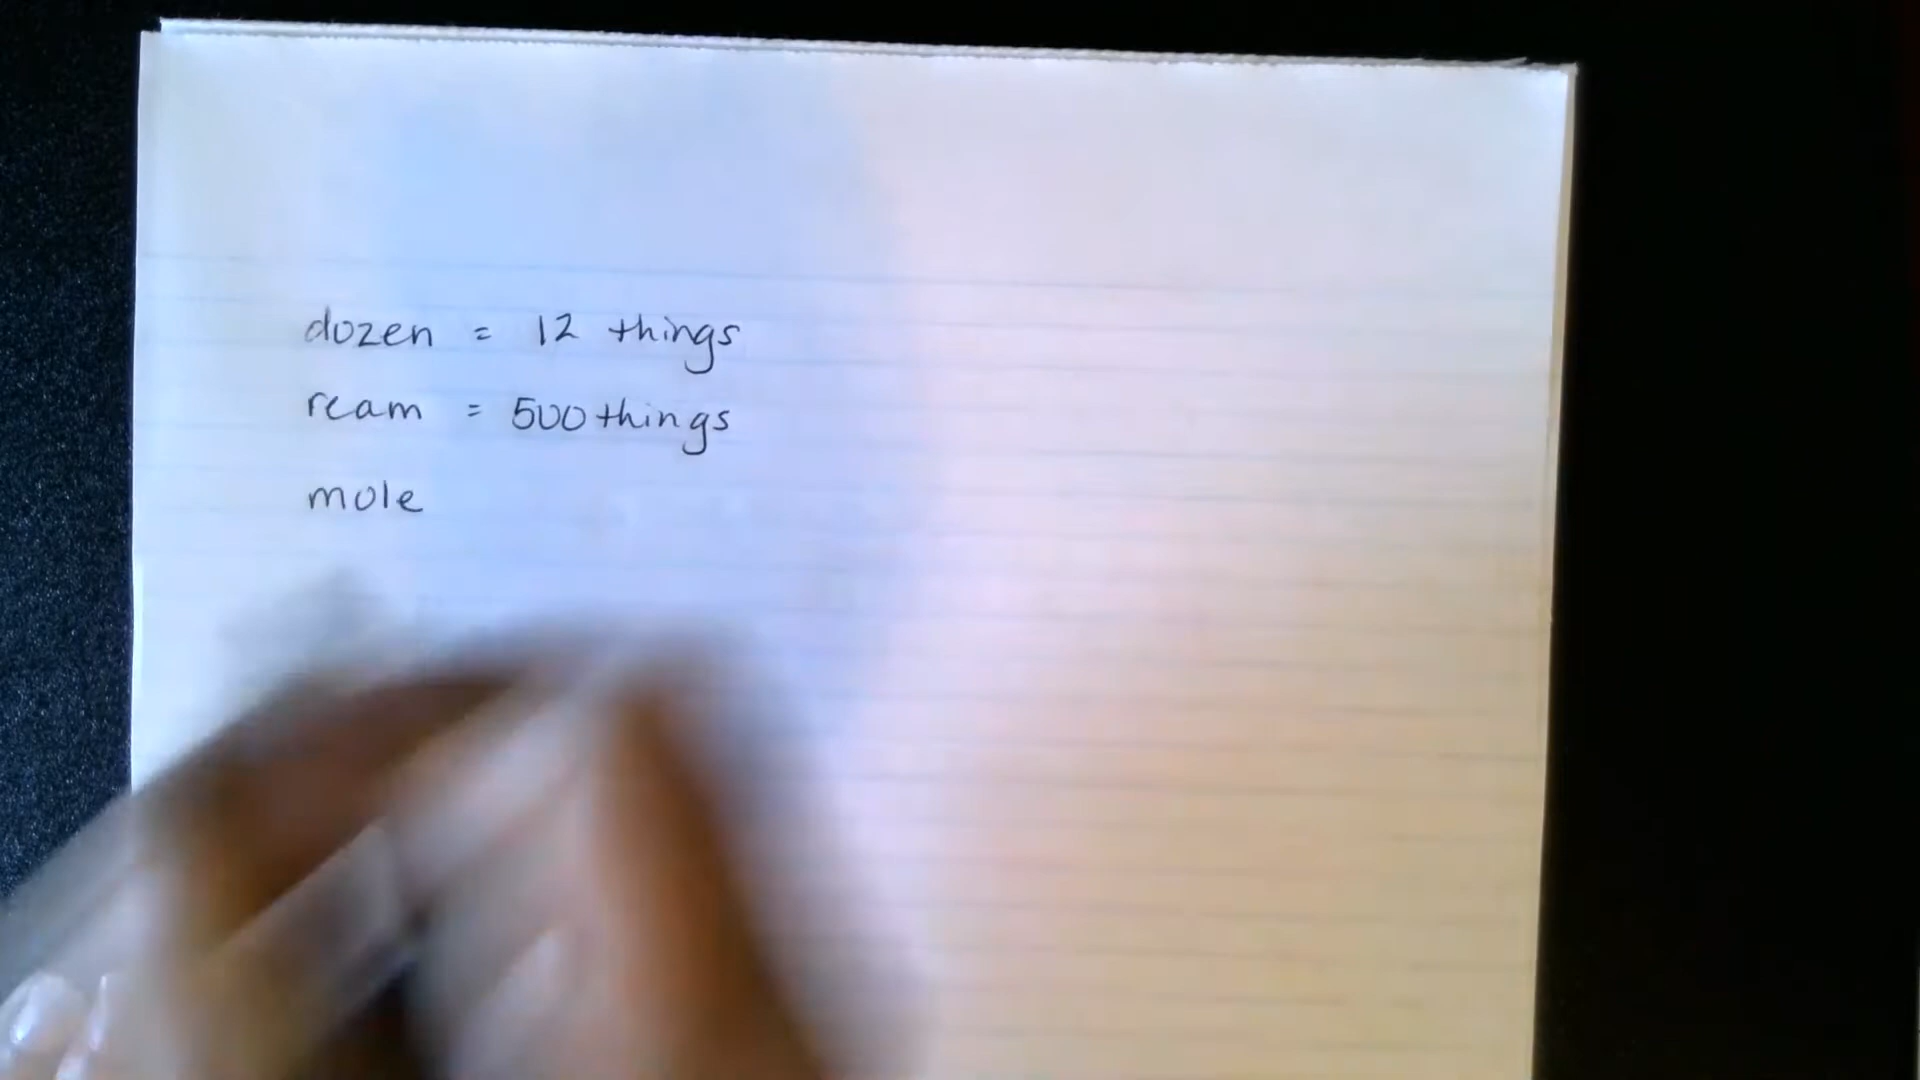 dozen = 12 things
ream = 500 things
mole